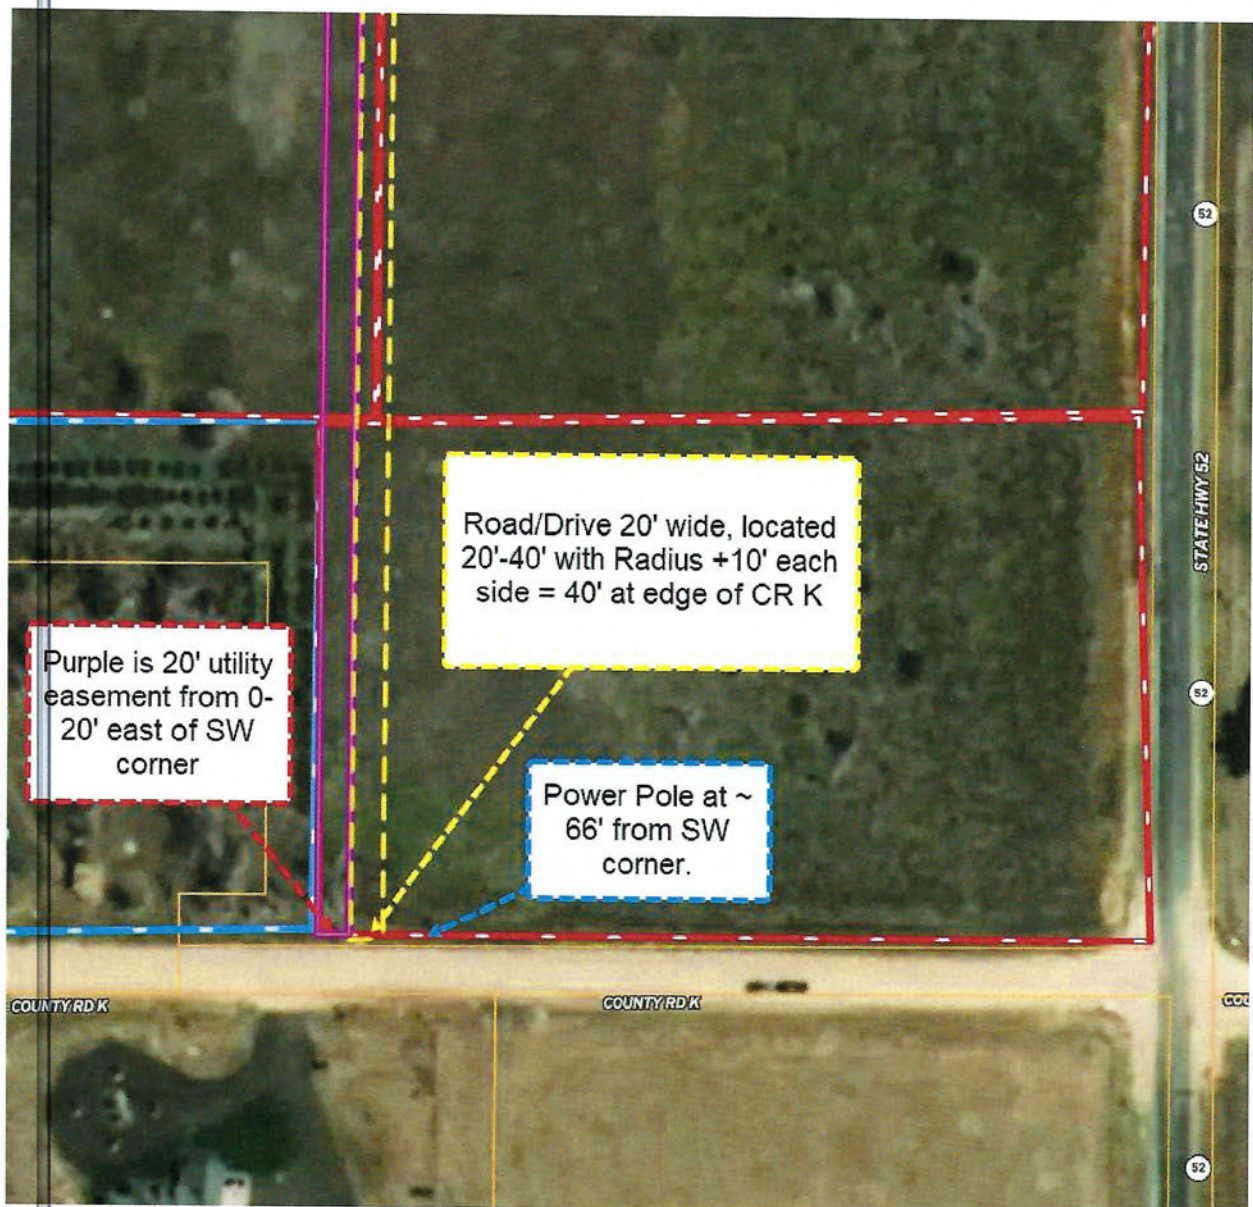 52
Road/Drive 20' wide, located
20'-40' with Radius +10' each
side = 40' at edge of CR K
STATE HWY 52
Purple is 20' utility
easement from 0-
20' east of SW
corner
52
Power Pole at ~
66' from SW
corner.
COUNTY RD K
COUNTY RD K
COU
52